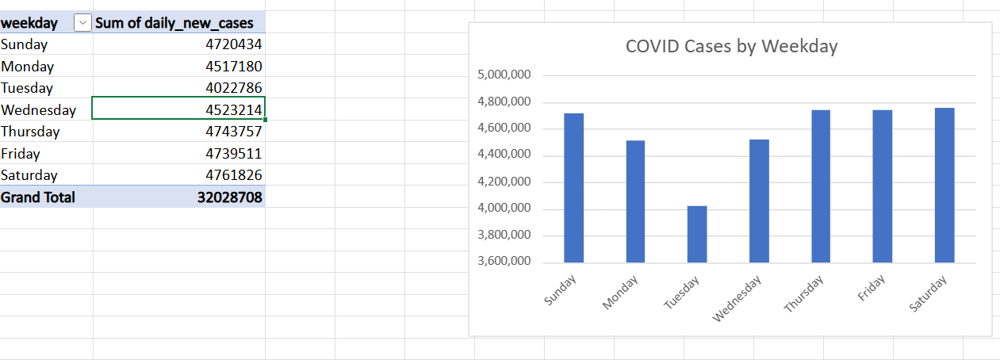 weekday Sum of daily_new_cases
Sunday 4720434
Monday 4517180
Tuesday 4022786
Wednesday 4523214
Thursday 4743757
Friday 4739511
Saturday 4761826
Grand Total 32028708
COVID Cases by Weekday
5,000,000
4,800,000
4,600,000
4,400,000
4,200,000
4,000,000
3,800,000
3,600,000
Sunday Monday Tuesday Wednesday Thursday Friday Saturday